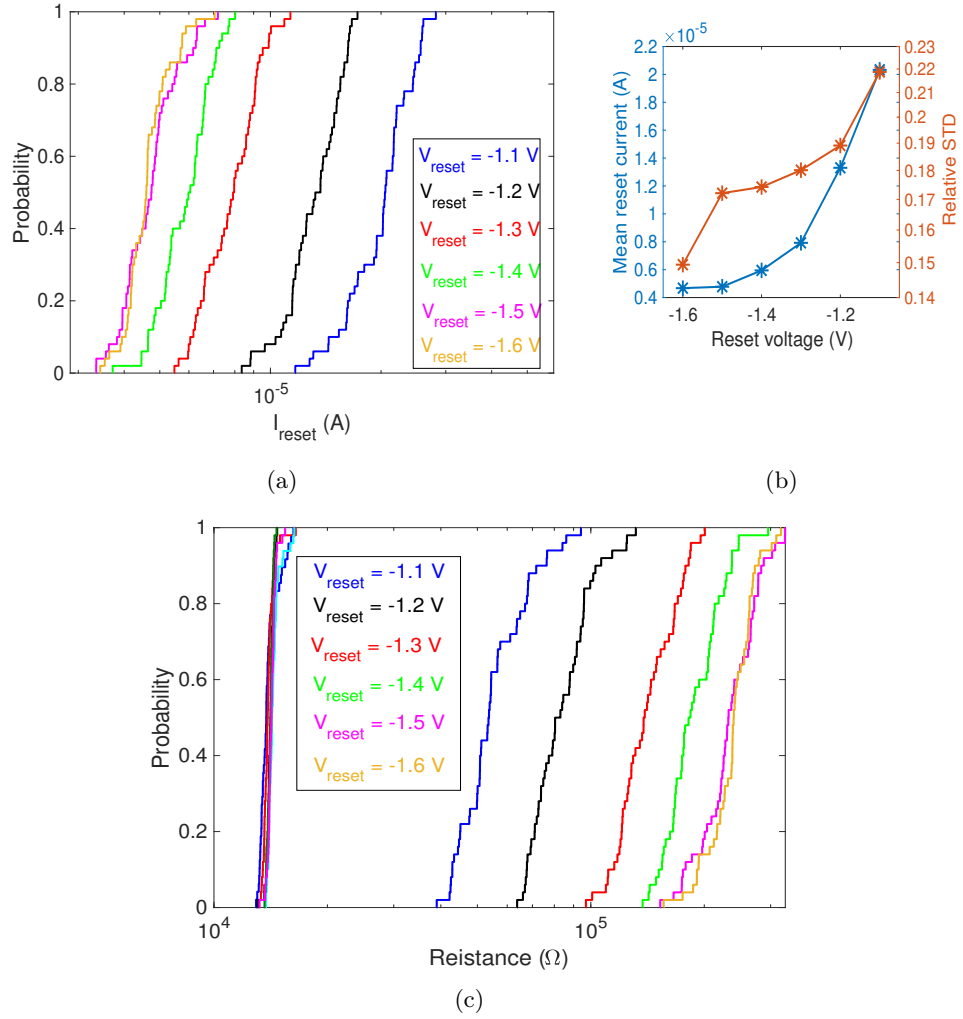 1
0.8
0.6
0.4
0.2
0
Probability
10^-5
I_reset (A)
V_reset = -1.1 V
V_reset = -1.2 V
V_reset = -1.3 V
V_reset = -1.4 V
V_reset = -1.5 V
V_reset = -1.6 V
(a)
×10^-5
2.2
2
1.8
1.6
1.4
1.2
1
0.8
0.6
0.4
Mean reset current (A)
0.23
0.22
0.21
0.2
0.19
0.18
0.17
0.16
0.15
0.14
Relative STD
-1.6 -1.4 -1.2
Reset voltage (V)
(b)
1
0.8
0.6
0.4
0.2
0
Probability
V_reset = -1.1 V
V_reset = -1.2 V
V_reset = -1.3 V
V_reset = -1.4 V
V_reset = -1.5 V
V_reset = -1.6 V
10^4 10^5
Reistance (Ω)
(c)